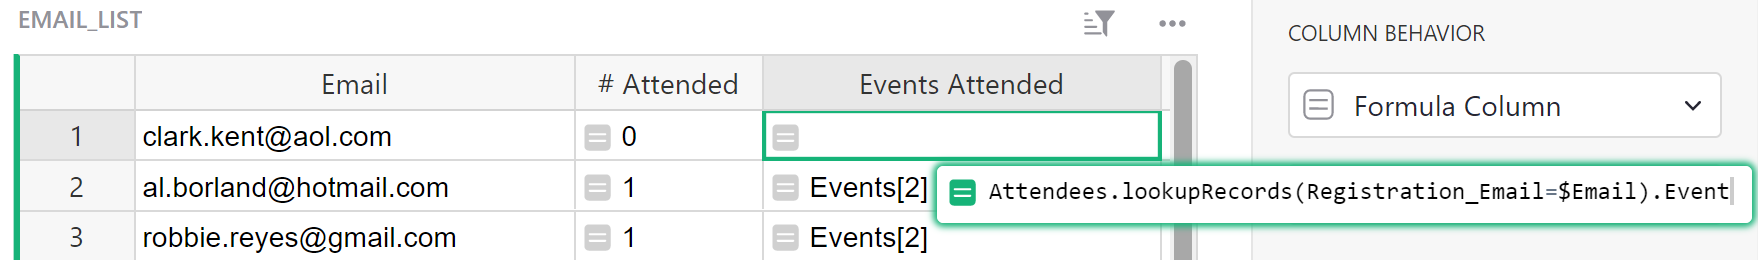 EMAIL_LIST
COLUMN BEHAVIOR
Email # Attended Events Attended
Formula Column
1 clark.kent@aol.com 0
2 al.borland@hotmail.com 1 Events[2]
Attendees.lookupRecords(Registration_Email=$Email).Event
3 robbie.reyes@gmail.com 1 Events[2]